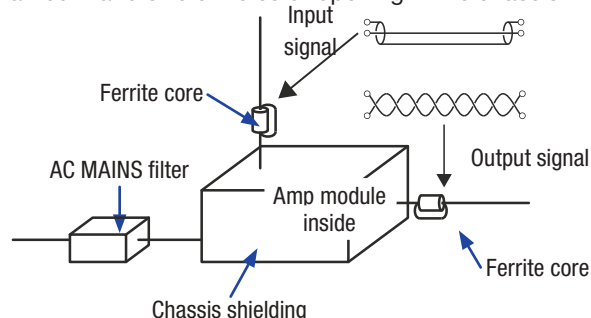 Input
signal
Ferrite core
AC MAINS filter
Output signal
Amp module
inside
Ferrite core
Chassis shielding